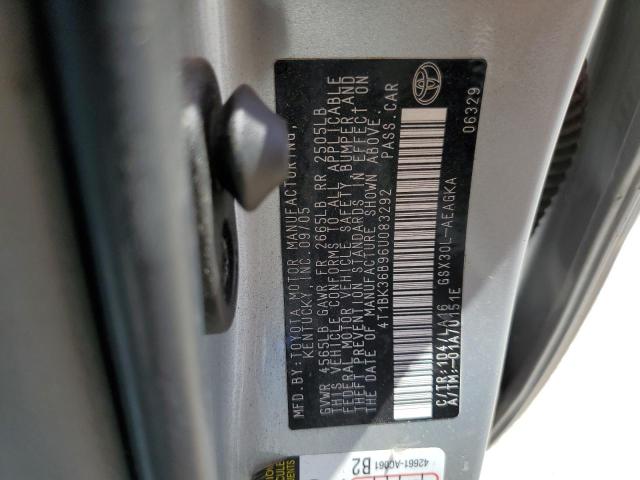 MFD.BY:TOYOTA MOTOR MANUFACTURING,
KENTUCKY, INC. 09/05
GVWR 4565LB GAWR FR 2665LB RR 2505LB
THIS VEHICLE CONFORMS TO ALL APPLICABLE
FEDERAL MOTOR VEHICLE SAFETY, BUMPER AND
THEFT PREVENTION STANDARDS IN EFFECT ON
THE DATE OF MANUFACTURE SHOWN ABOVE.
4T1BK36B96U083292 PASS.CAR
C/TR:1D4/LA16 GSX30L-AEAGKA
A/TM:-01A/U151E 06329
42661-AC061
B2